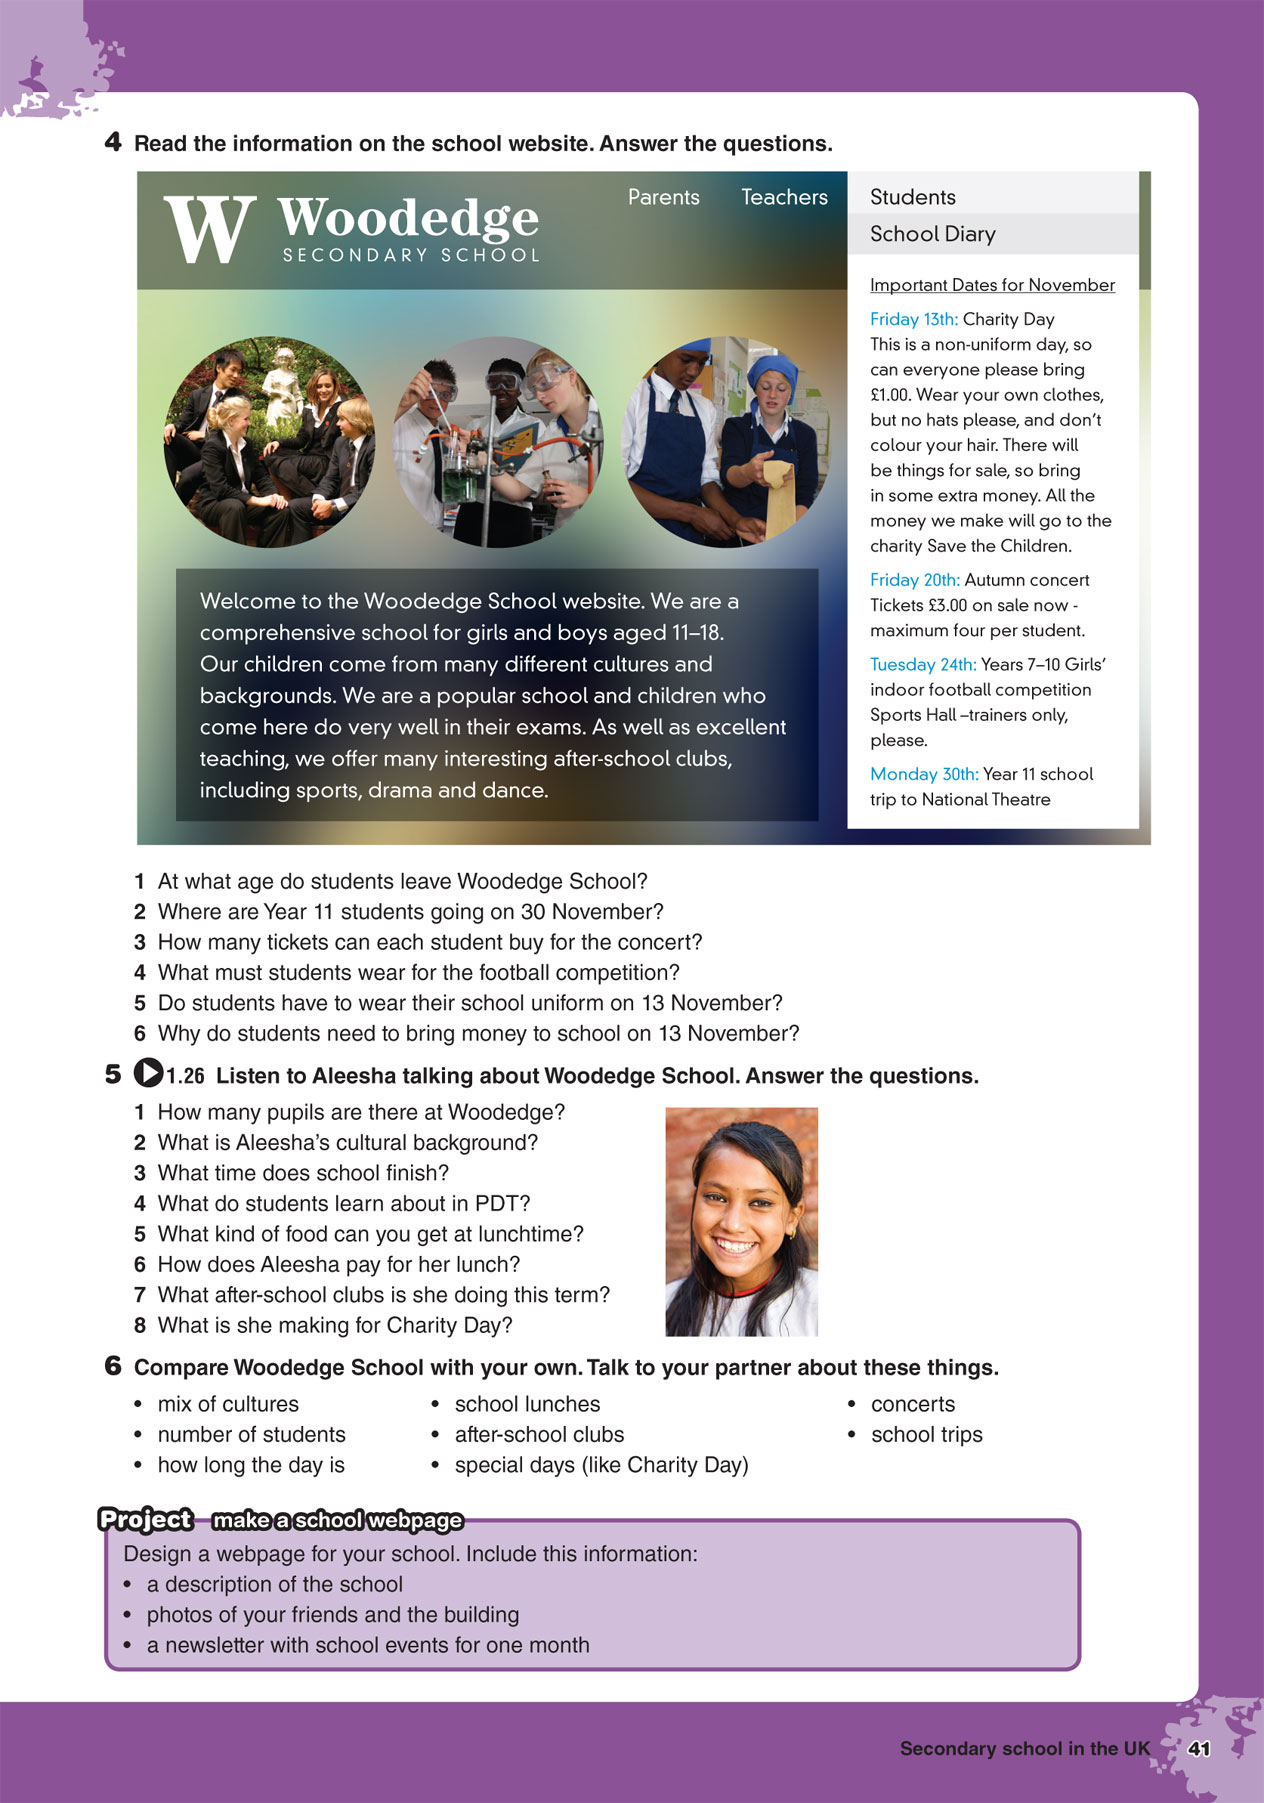 4 Read the information on the school website. Answer the questions.
W Woodedge
SECONDARY SCHOOL
Parents Teachers Students
School Diary
Important Dates for November
Friday 13th: Charity Day
This is a non-uniform day, so
can everyone please bring
£1.00. Wear your own clothes,
but no hats please, and don't
colour your hair. There will
be things for sale, so bring
in some extra money. All the
money we make will go to the
charity Save the Children.
Friday 20th: Autumn concert
Tickets £3.00 on sale now -
maximum four per student.
Tuesday 24th: Years 7–10 Girls'
indoor football competition
Sports Hall –trainers only,
please.
Monday 30th: Year 11 school
trip to National Theatre
Welcome to the Woodedge School website. We are a
comprehensive school for girls and boys aged 11–18.
Our children come from many different cultures and
backgrounds. We are a popular school and children who
come here do very well in their exams. As well as excellent
teaching, we offer many interesting after-school clubs,
including sports, drama and dance.
1 At what age do students leave Woodedge School?
2 Where are Year 11 students going on 30 November?
3 How many tickets can each student buy for the concert?
4 What must students wear for the football competition?
5 Do students have to wear their school uniform on 13 November?
6 Why do students need to bring money to school on 13 November?
5 1.26 Listen to Aleesha talking about Woodedge School. Answer the questions.
1 How many pupils are there at Woodedge?
2 What is Aleesha's cultural background?
3 What time does school finish?
4 What do students learn about in PDT?
5 What kind of food can you get at lunchtime?
6 How does Aleesha pay for her lunch?
7 What after-school clubs is she doing this term?
8 What is she making for Charity Day?
6 Compare Woodedge School with your own. Talk to your partner about these things.
• mix of cultures
• number of students
• how long the day is
• school lunches
• after-school clubs
• special days (like Charity Day)
• concerts
• school trips
Project make a school webpage
Design a webpage for your school. Include this information:
• a description of the school
• photos of your friends and the building
• a newsletter with school events for one month
Secondary school in the UK 41